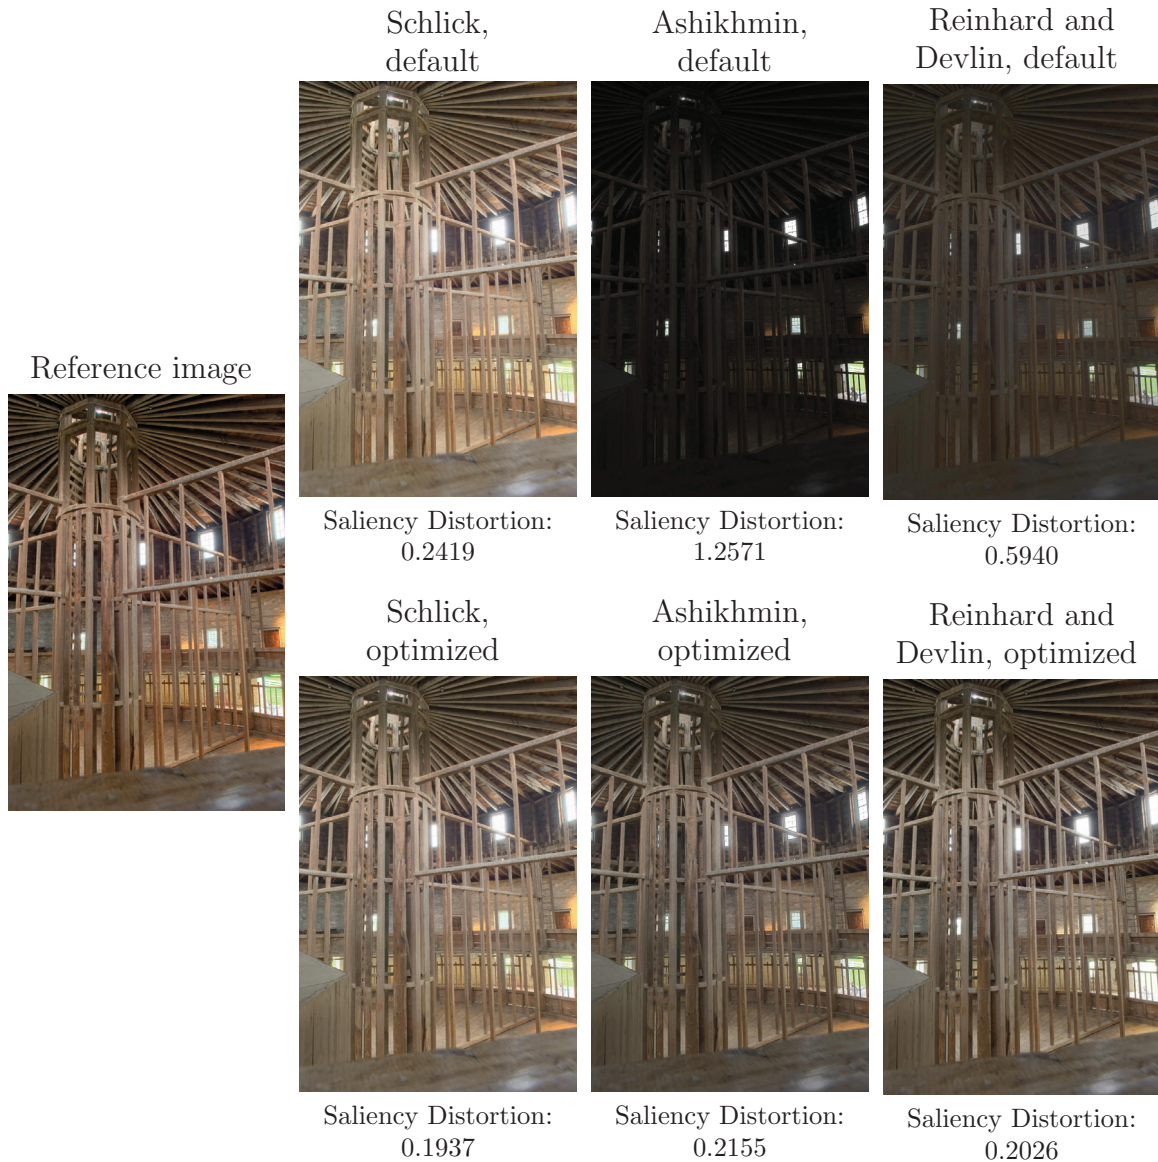 Schlick,
default
Ashikhmin,
default
Reinhard and
Devlin, default
Reference image
Saliency Distortion:
0.2419
Saliency Distortion:
1.2571
Saliency Distortion:
0.5940
Schlick,
optimized
Ashikhmin,
optimized
Reinhard and
Devlin, optimized
Saliency Distortion:
0.1937
Saliency Distortion:
0.2155
Saliency Distortion:
0.2026